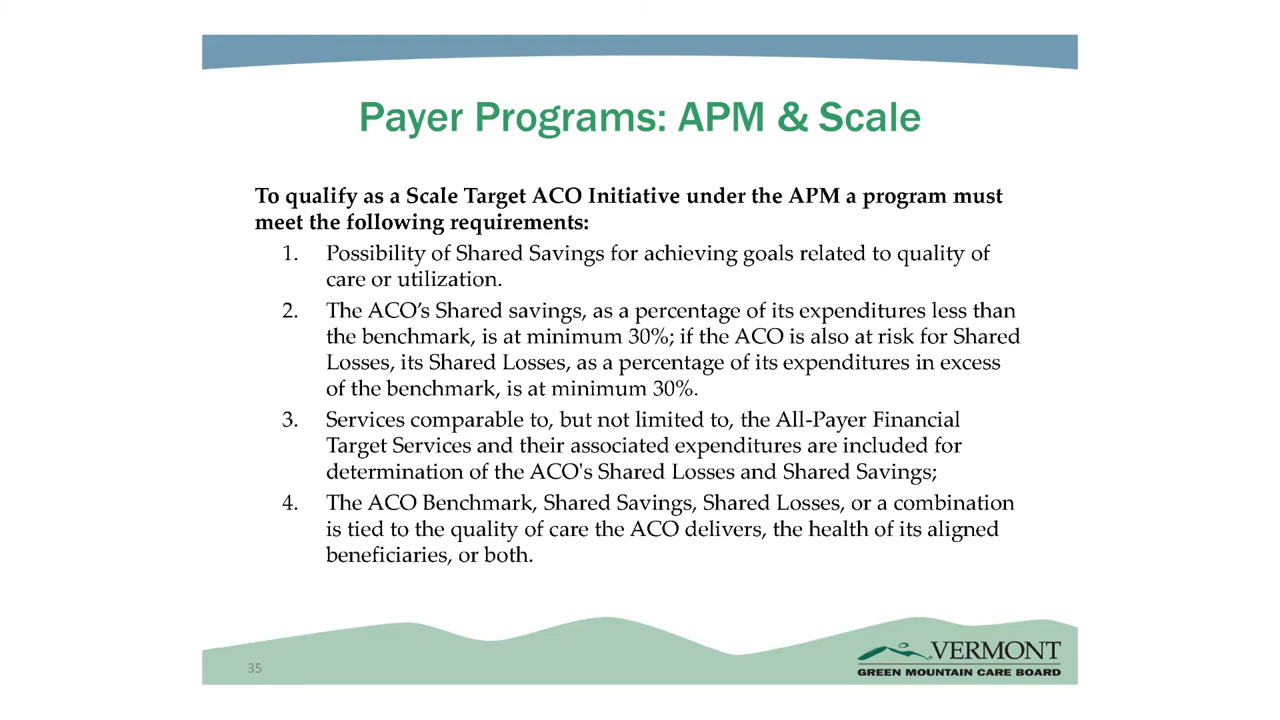 Payer Programs: APM & Scale
To qualify as a Scale Target ACO Initiative under the APM a program must
meet the following requirements:
1. Possibility of Shared Savings for achieving goals related to quality of
care or utilization.
2. The ACO’s Shared savings, as a percentage of its expenditures less than
the benchmark, is at minimum 30%; if the ACO is also at risk for Shared
Losses, its Shared Losses, as a percentage of its expenditures in excess
of the benchmark, is at minimum 30%.
3. Services comparable to, but not limited to, the All-Payer Financial
Target Services and their associated expenditures are included for
determination of the ACO's Shared Losses and Shared Savings;
4. The ACO Benchmark, Shared Savings, Shared Losses, or a combination
is tied to the quality of care the ACO delivers, the health of its aligned
beneficiaries, or both.
35
VERMONT
GREEN MOUNTAIN CARE BOARD